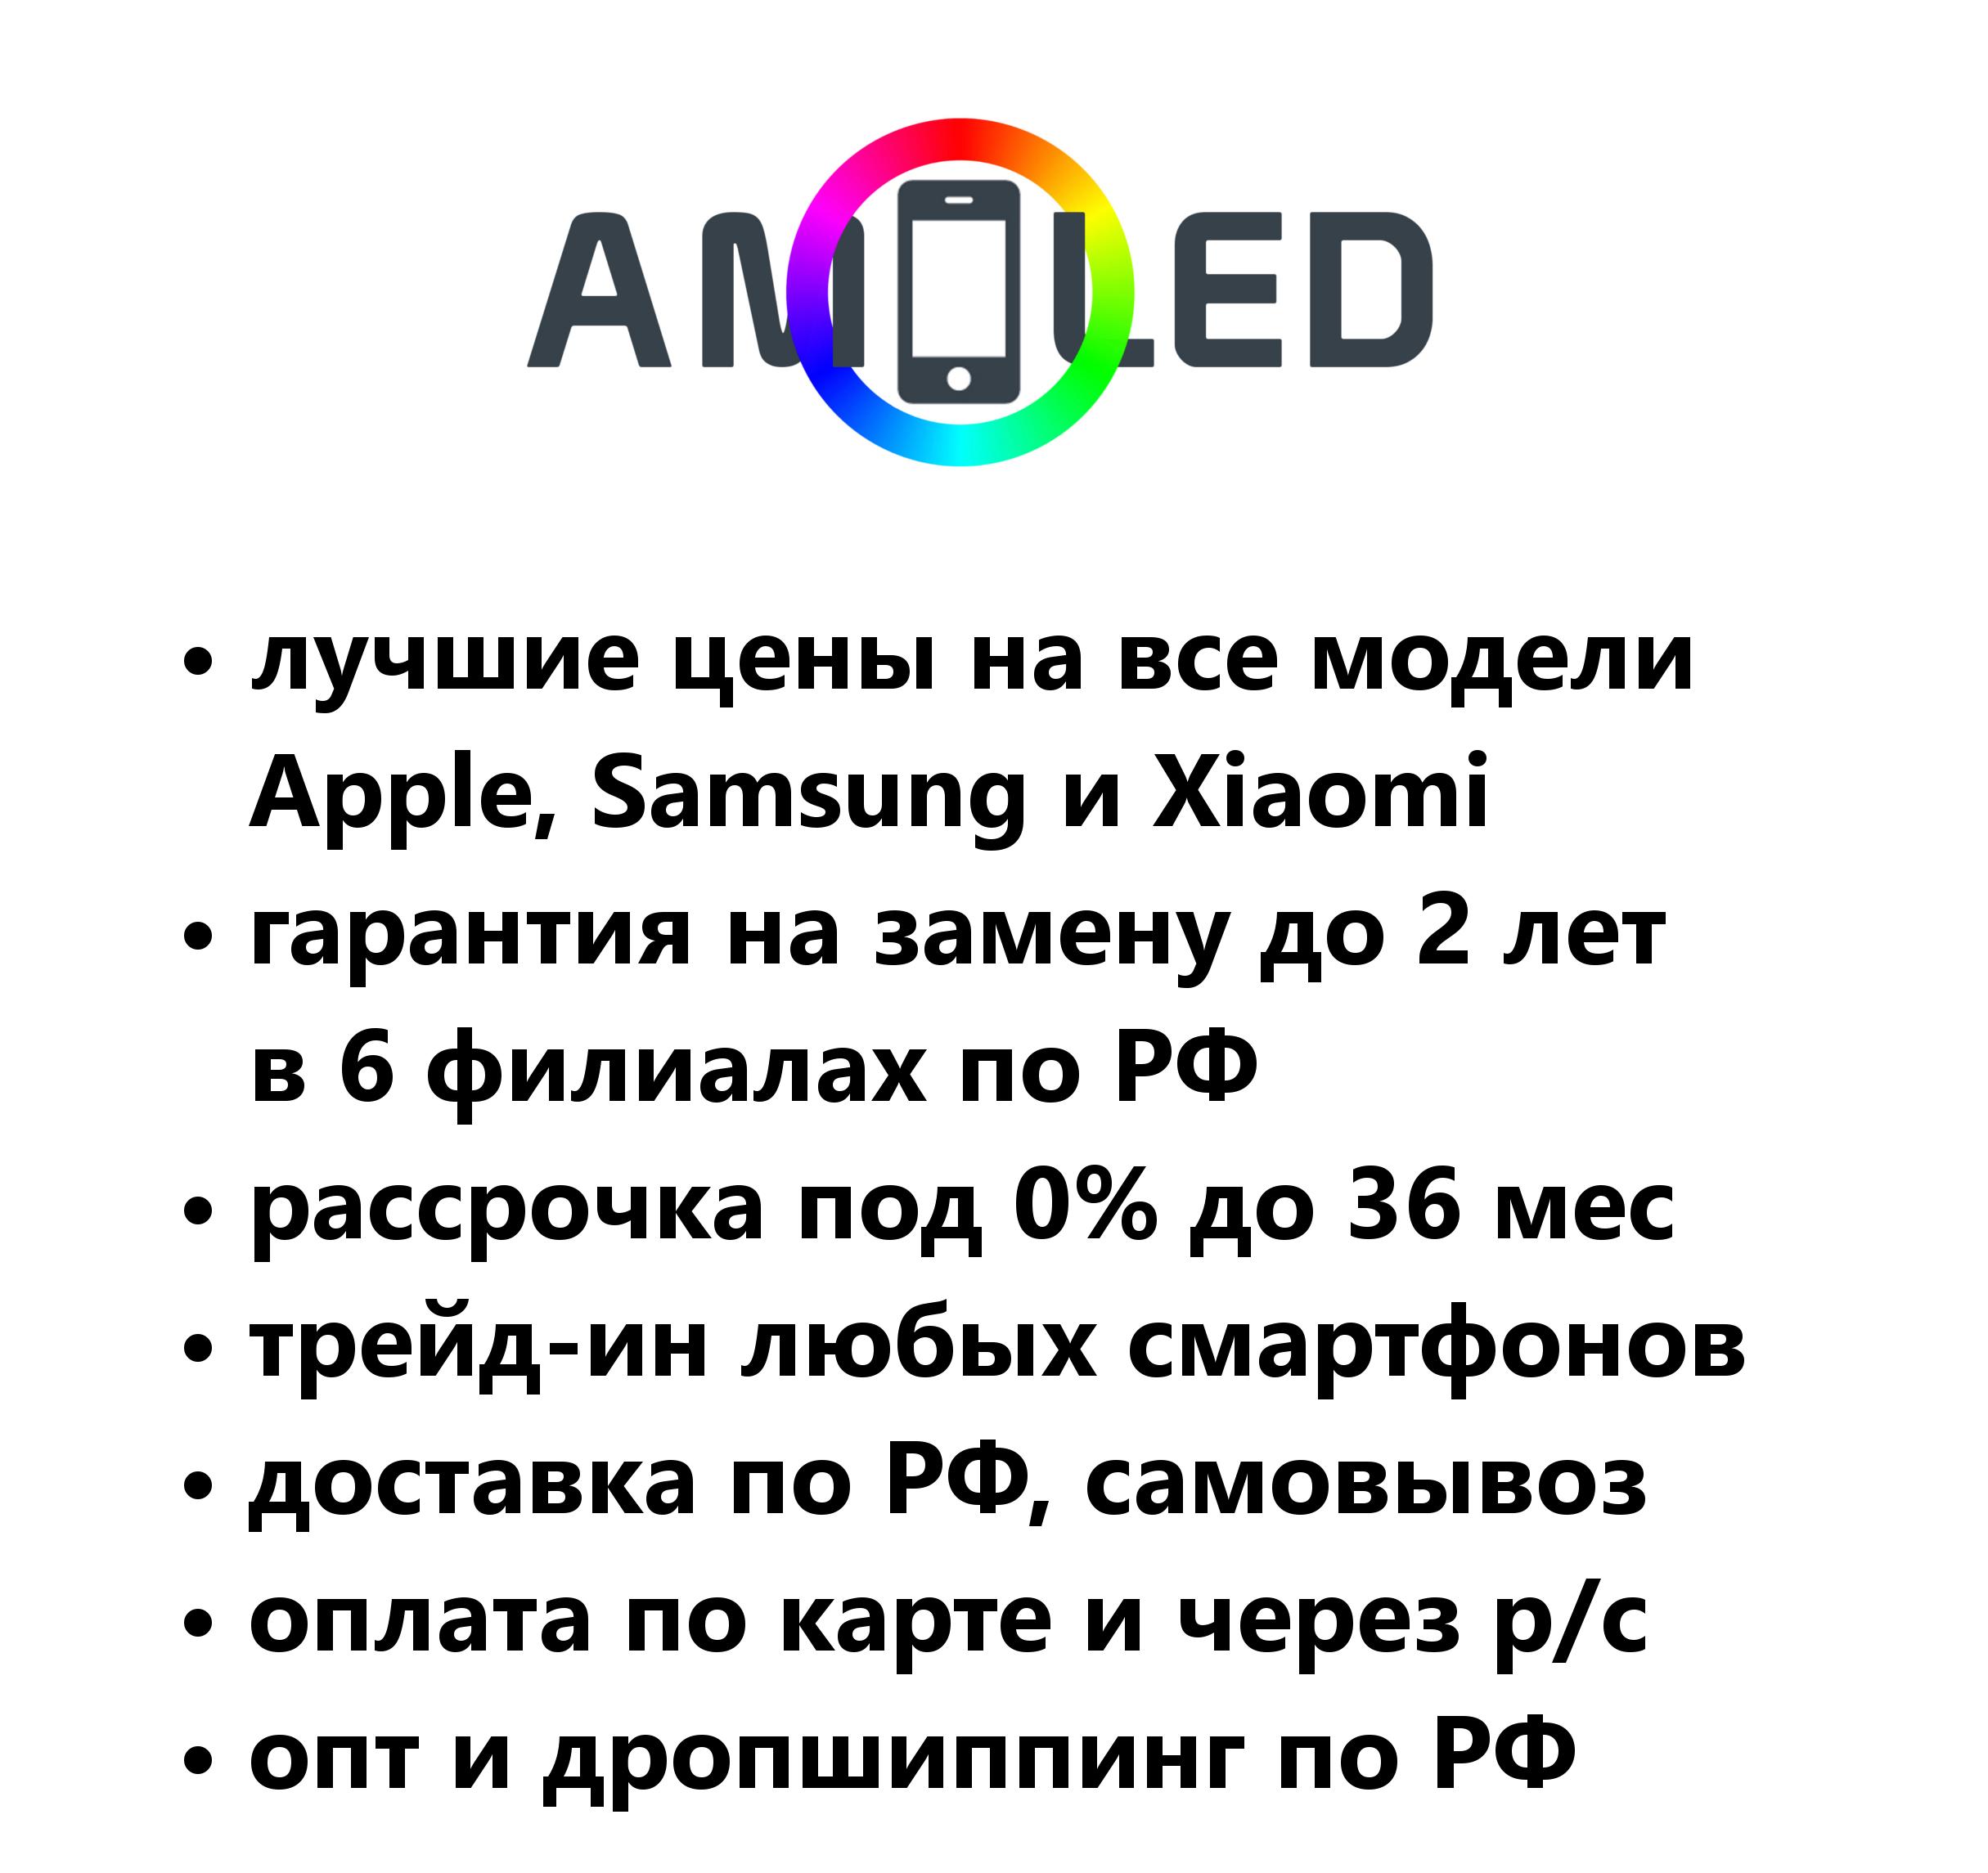 AMOLED
• лучшие цены на все модели
Apple, Samsung и Xiaomi
• гарантия на замену до 2 лет
в 6 филиалах по РФ
• рассрочка под 0% до 36 мес
• трейд-ин любых смартфонов
• доставка по РФ, самовывоз
• оплата по карте и через р/с
• опт и дропшиппинг по РФ